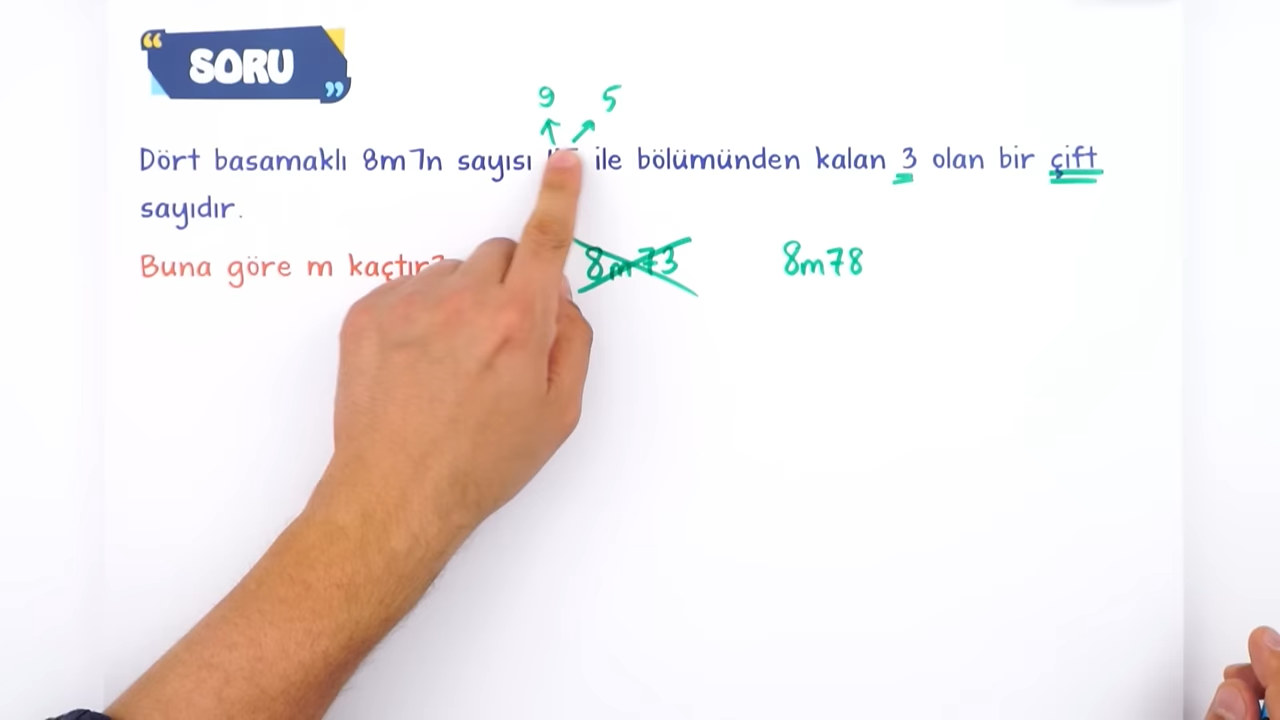 SORU
9 5
Dört basamaklı 8m7n sayısı ile bölümünden kalan 3 olan bir çift
sayıdır.
Buna göre m kaçtır?
8m73 8m78